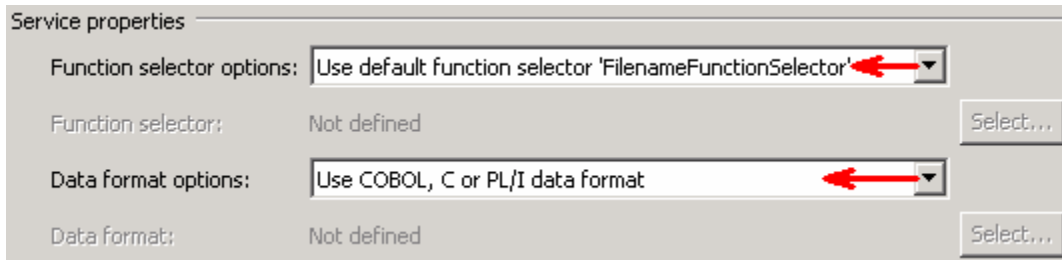 Service properties
Function selector options: Use default function selector 'FilenameFunctionSelector'
Function selector: Not defined Select...
Data format options: Use COBOL, C or PL/I data format
Data format: Not defined Select...